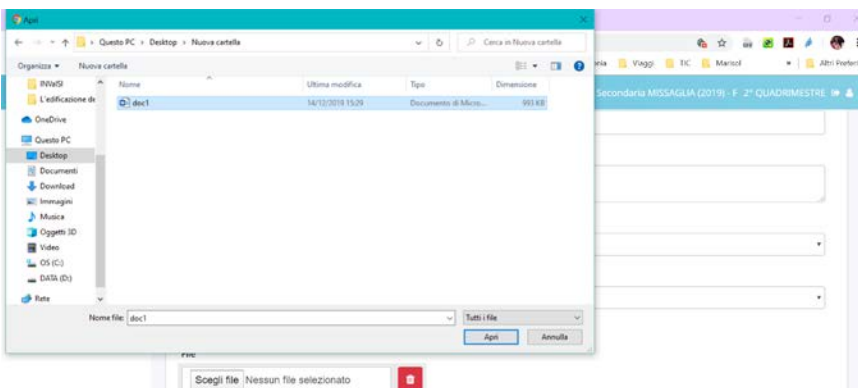 Apri
Questo PC > Desktop > Nuova cartella
Cerca in Nuova cartella
Organizza
Nuova cartella
INVALSI
L'edificazione de
OneDrive
Questo PC
Desktop
Documenti
Download
Immagini
Musica
Oggetti 3D
Video
OS (C:)
DATA (D:)
Rete
Nome
Ultima modifica
Tipo
Dimensione
doc1
14/12/2019 15:29
Documento di Micro...
993 KB
Nome file: doc1
Tutti i file
Apri
Annulla
Viaggi
TIC
Marisol
Altri Prefer
Secondaria MISSAGLIA (2019) - F 2° QUADRIMESTRE
File
Scegli file Nessun file selezionato